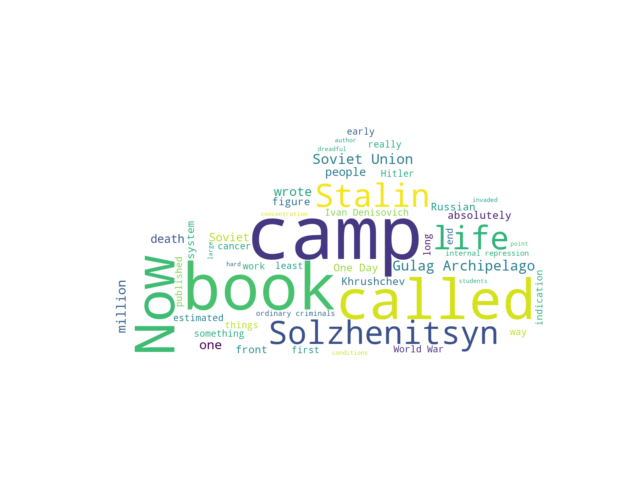 early
author
dreadful
really
Soviet Union
people
Hitler
wrote
Stalin
figure
Russian
invaded
concentration
Ivan Denisovich
absolutely
camp
life
long
end
point
death
system
Soviet
cancer
large
internal repression
Now
published
hard
work
least
One Day
Gulag Archipelago
book
Khrushchev
called
students
indication
million
estimated
ordinary criminals
things
Solzhenitsyn
way
something
one
front
first
conditions
World War